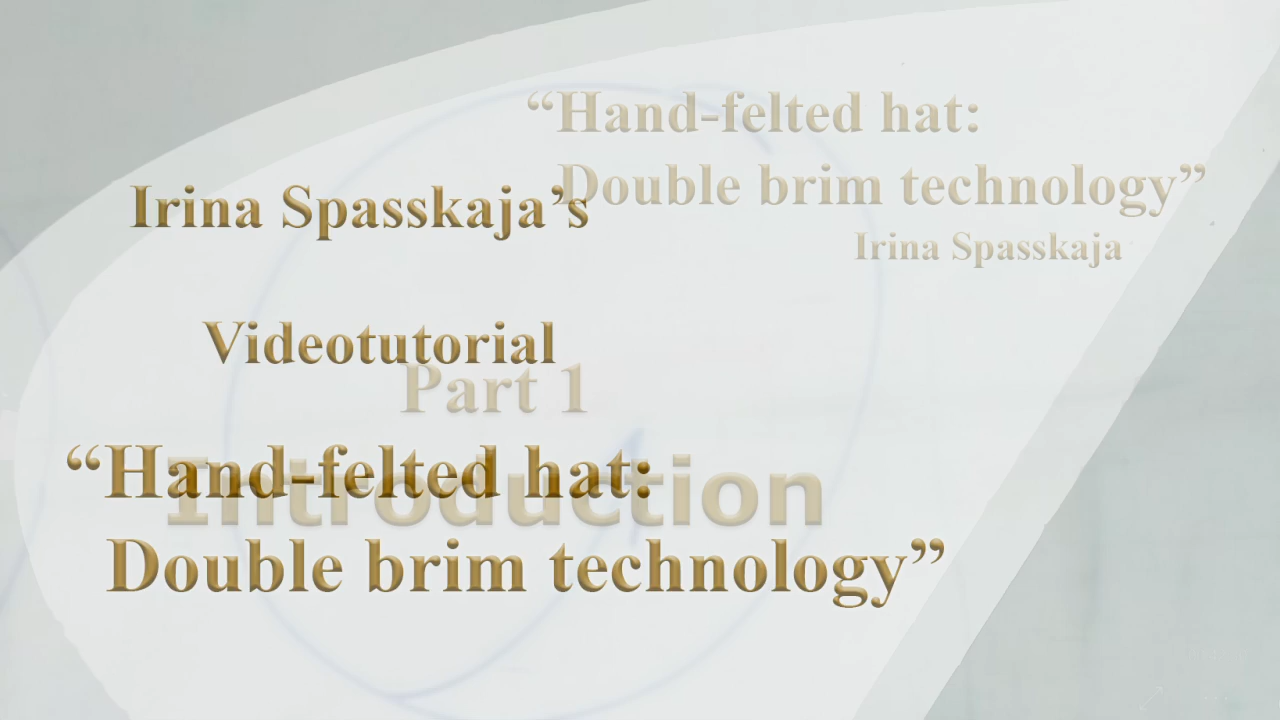 “Hand-felted hat:
Double brim technology”
Irina Spasskaja
Irina Spasskaja’s
Videotutorial
Part 1
“Hand-felted hat:
Introduction
Double brim technology”